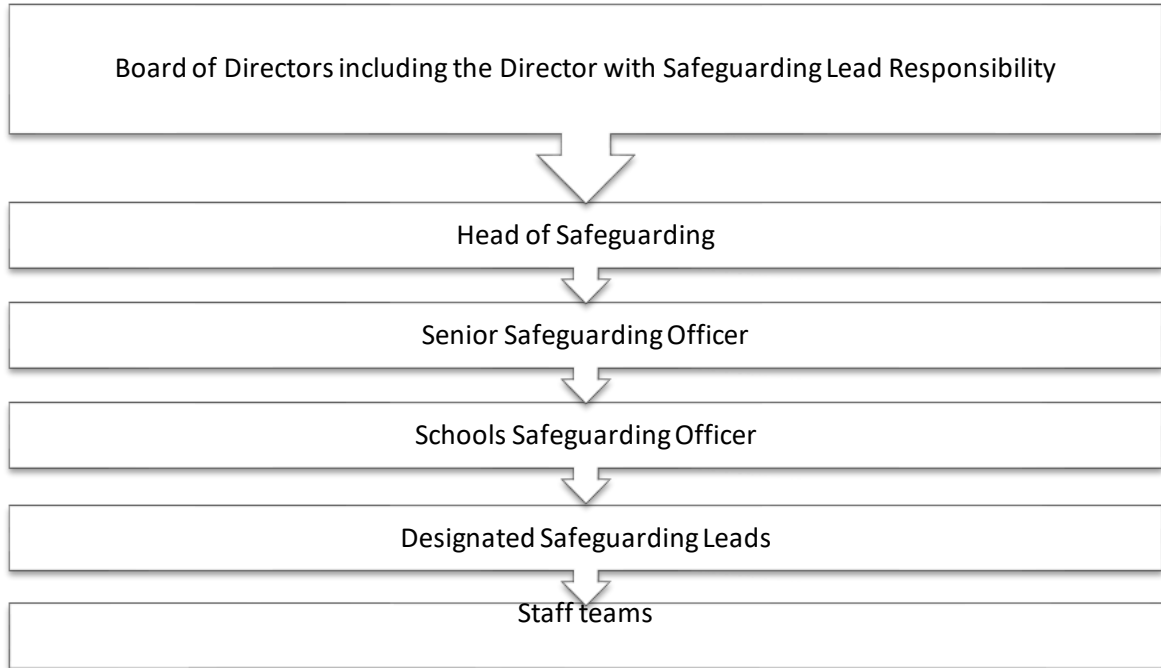 Board of Directors including the Director with Safeguarding Lead Responsibility
Head of Safeguarding
Senior Safeguarding Officer
Schools Safeguarding Officer
Designated Safeguarding Leads
Staff teams